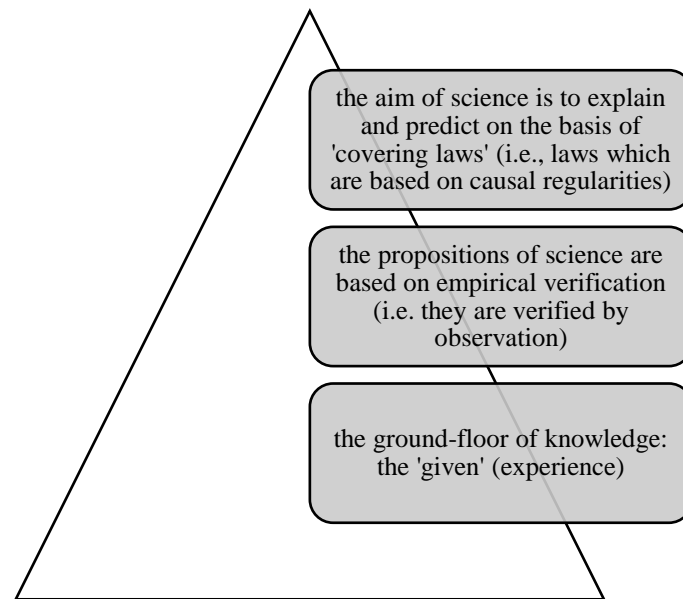 the aim of science is to explain
and predict on the basis of
'covering laws' (i.e., laws which
are based on causal regularities)
the propositions of science are
based on empirical verification
(i.e. they are verified by
observation)
the ground-floor of knowledge:
the 'given' (experience)